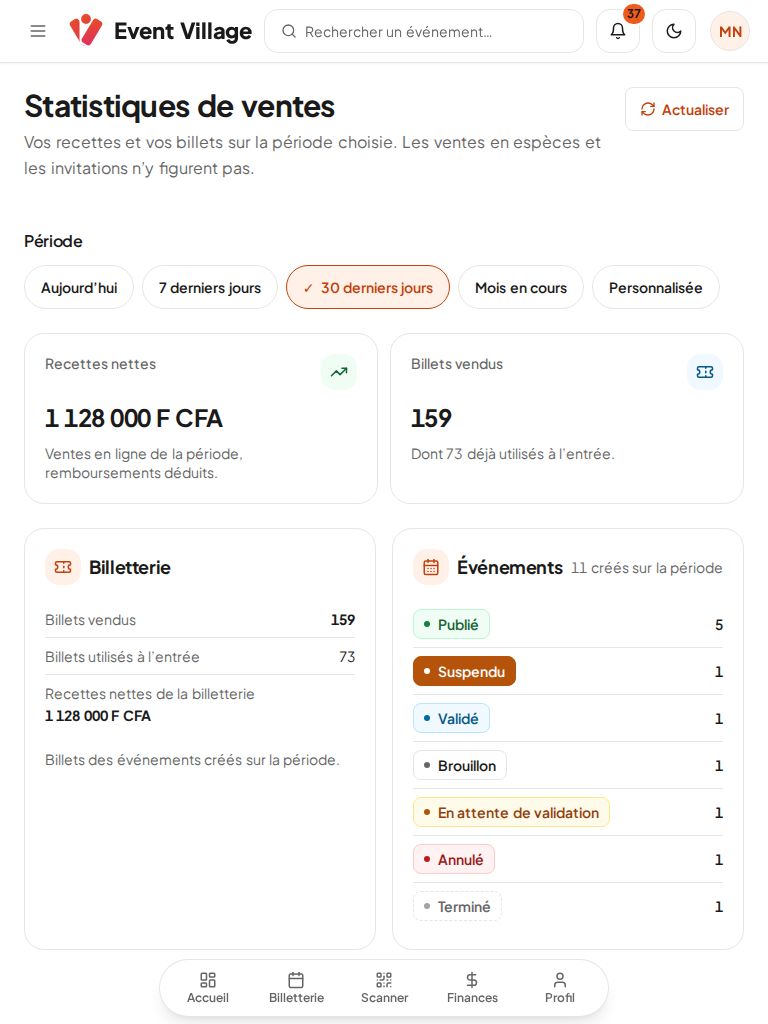 Event Village
Rechercher un événement…
37
MN
Statistiques de ventes
Actualiser
Vos recettes et vos billets sur la période choisie. Les ventes en espèces et
les invitations n’y figurent pas.
Période
Aujourd’hui
7 derniers jours
✓ 30 derniers jours
Mois en cours
Personnalisée
Recettes nettes
1 128 000 F CFA
Ventes en ligne de la période,
remboursements déduits.
Billets vendus
159
Dont 73 déjà utilisés à l’entrée.
Billetterie
Billets vendus 159
Billets utilisés à l’entrée 73
Recettes nettes de la billetterie
1 128 000 F CFA
Billets des événements créés sur la période.
Événements 11 créés sur la période
Publié 5
Suspendu 1
Validé 1
Brouillon 1
En attente de validation 1
Annulé 1
Terminé 1
Accueil
Billetterie
Scanner
Finances
Profil